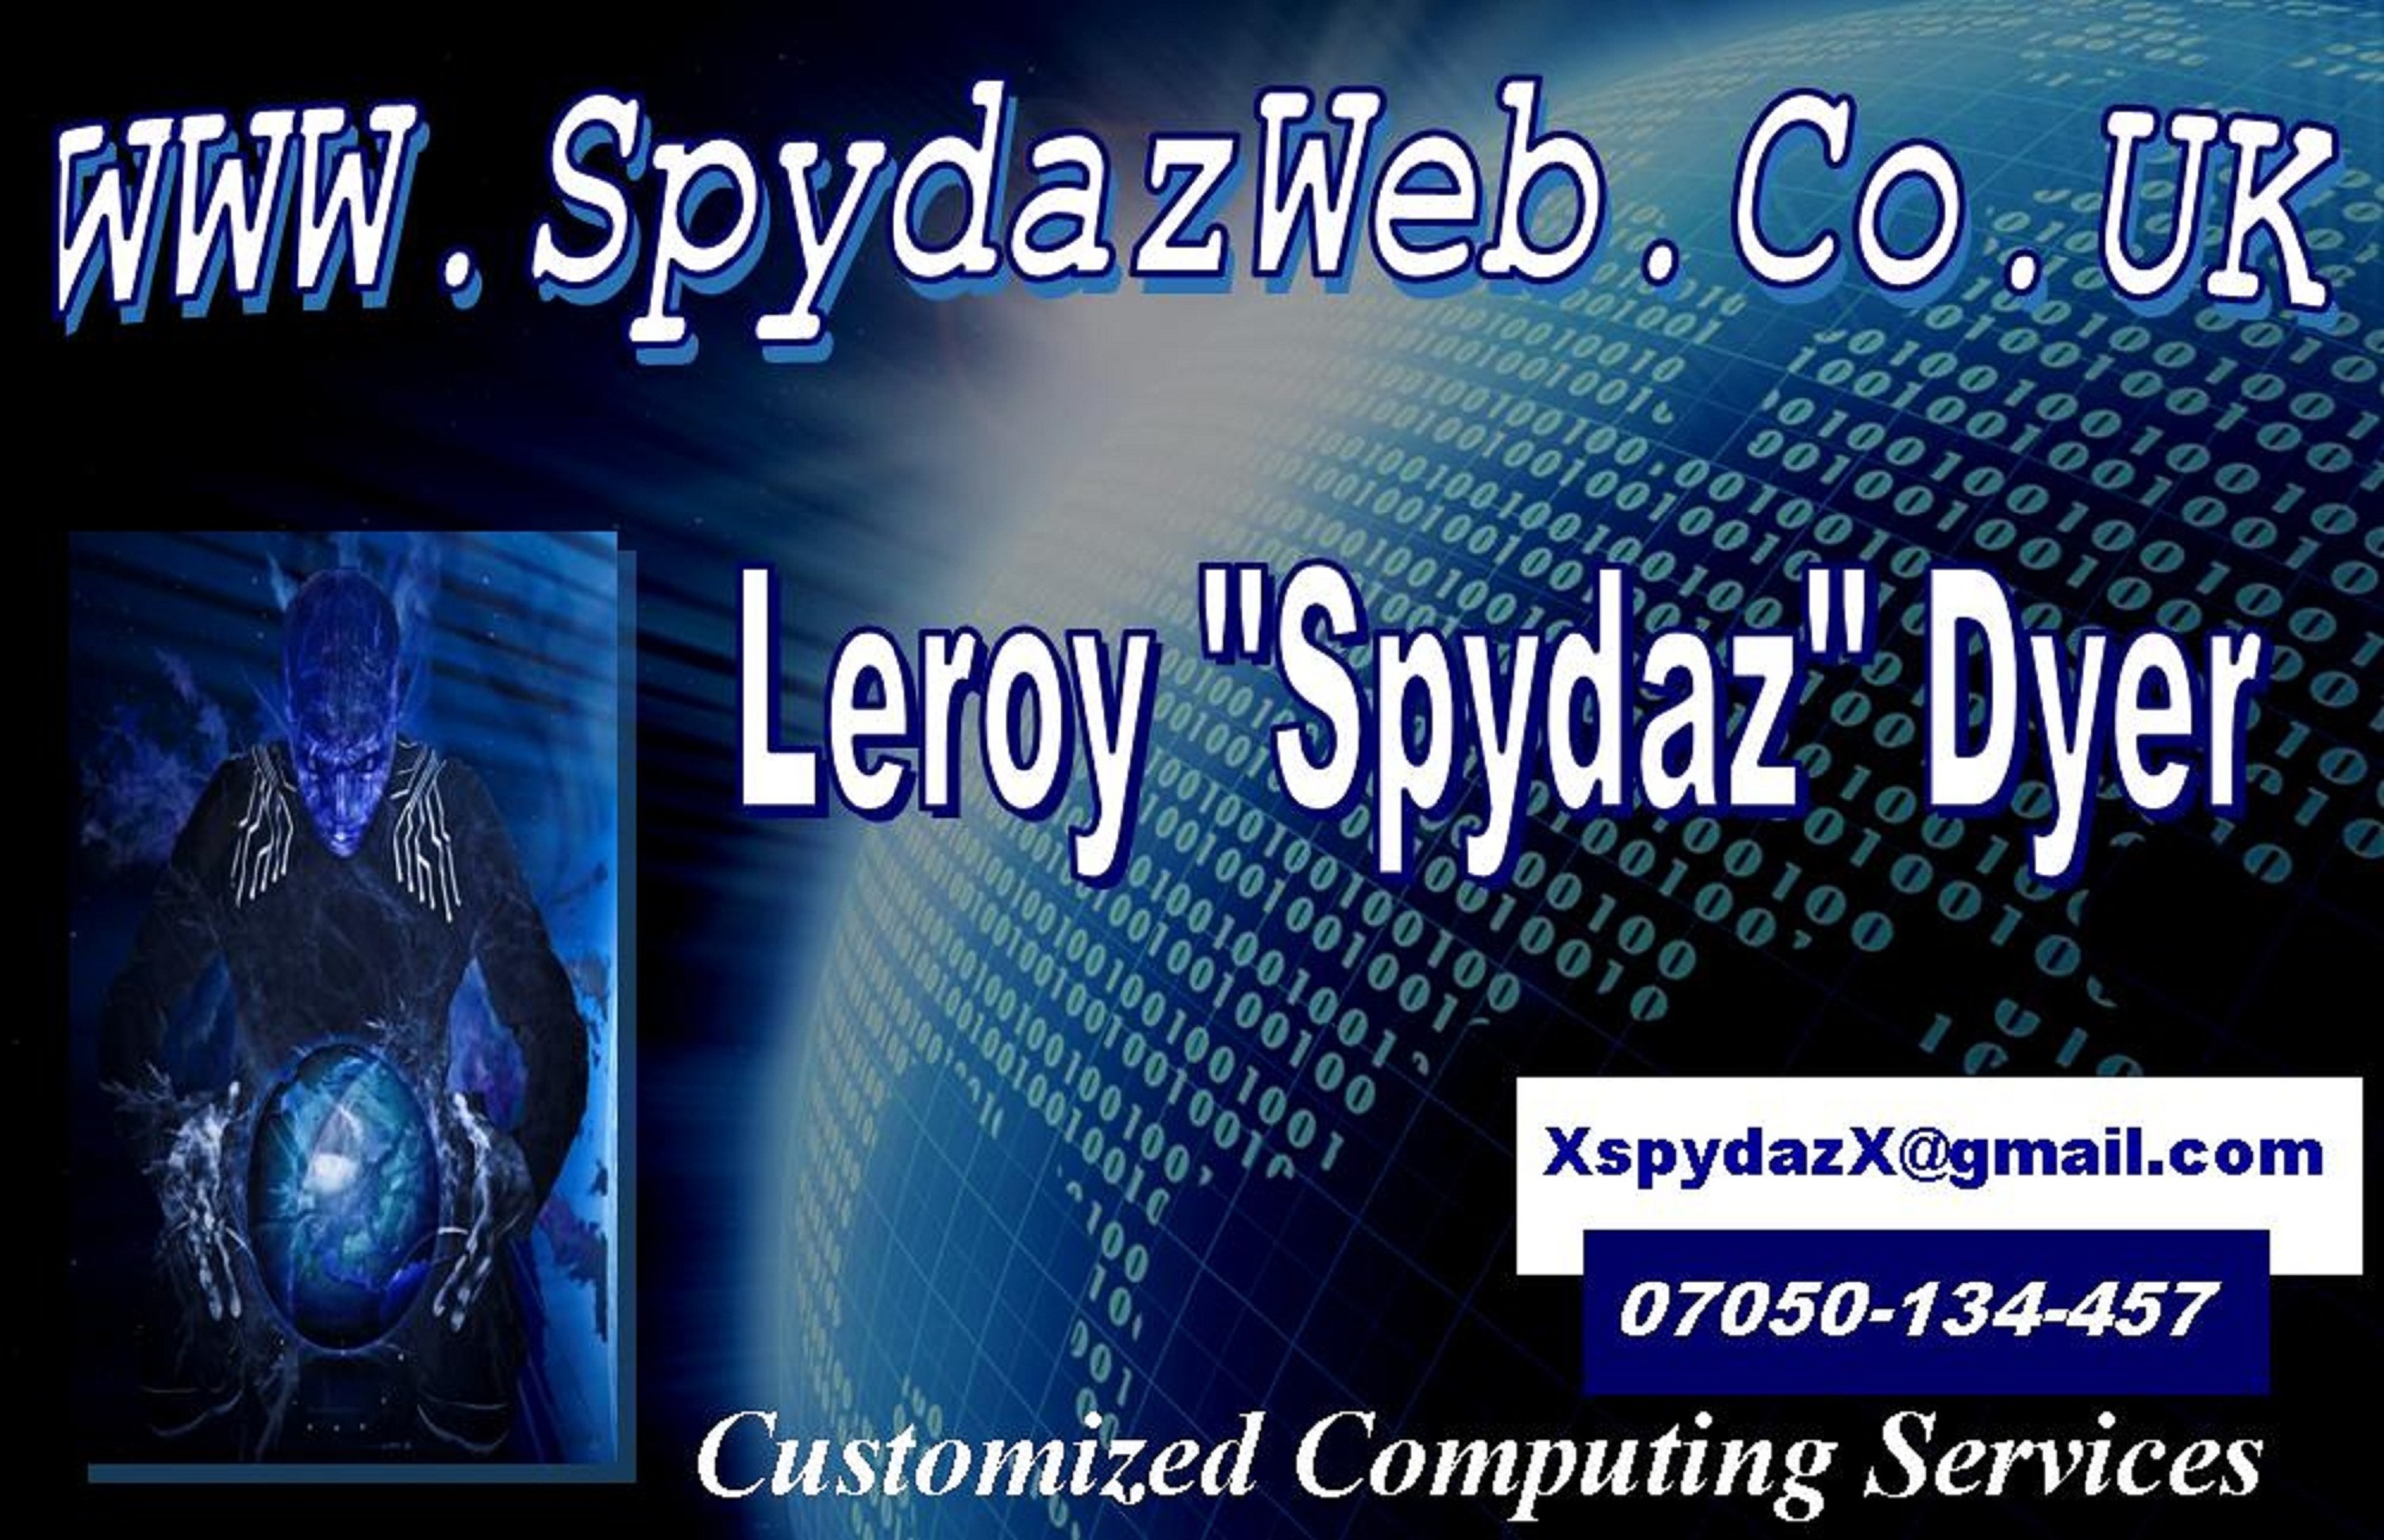 WWW.SpydazWeb.Co.UK
Leroy "Spydaz" Dyer
XspydazX@gmail.com
07050-134-457
Customized Computing Services